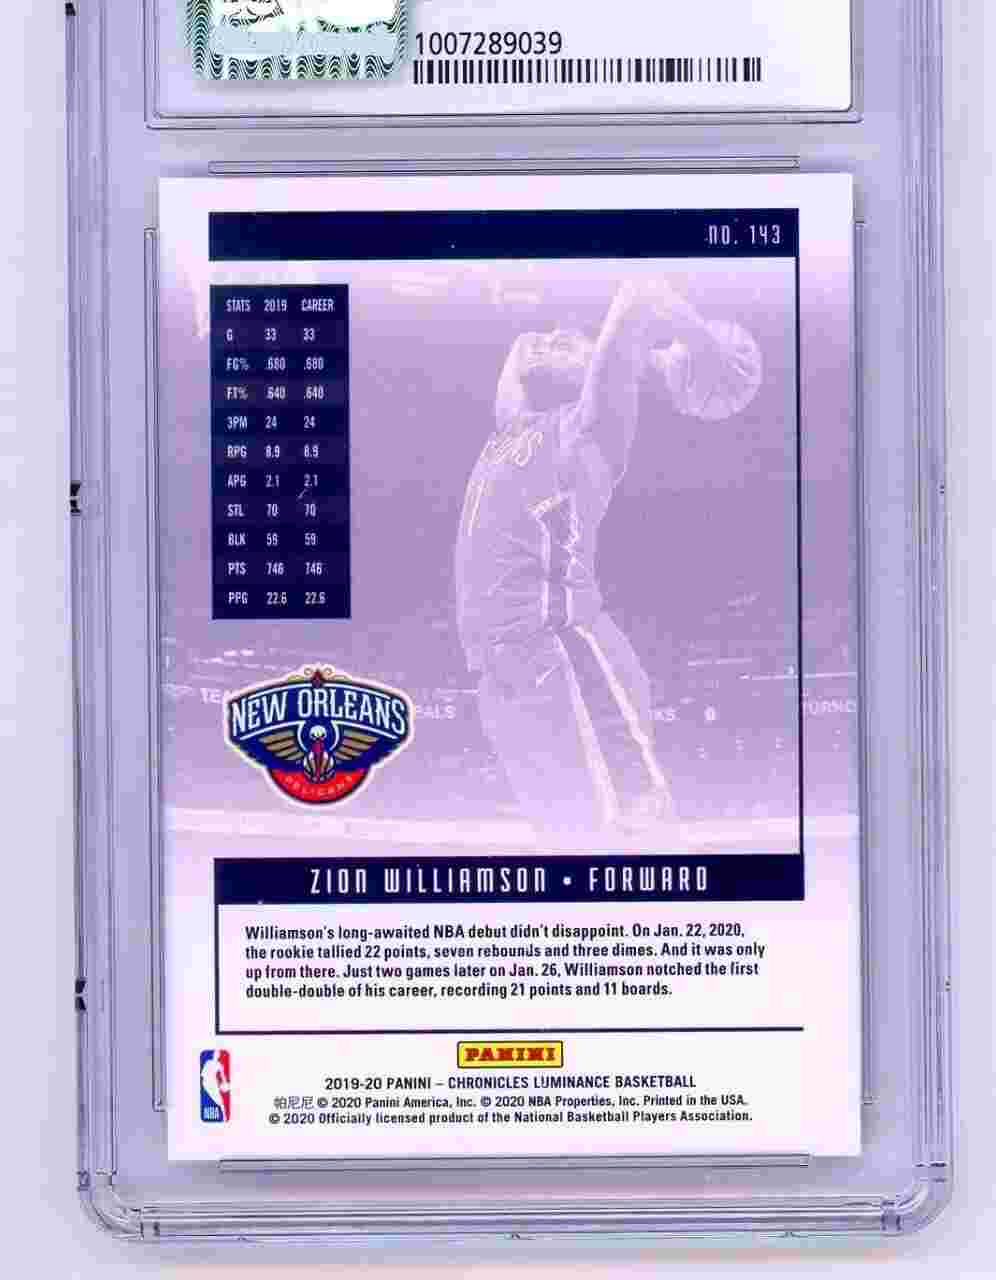 1007289039
NO. 143
STATS 2019 CAREER
G 33 33
FG% .680 .680
FT% .640 .640
3PM 24 24
RPG 8.9 8.9
APG 2.1 2.1
STL 70 70
BLK 59 59
PTS 746 746
PPG 22.6 22.6
NEW ORLEANS
PELICANS
ZION WILLIAMSON • FORWARD
Williamson's long-awaited NBA debut didn't disappoint. On Jan. 22, 2020,
the rookie tallied 22 points, seven rebounds and three dimes. And it was only
up from there. Just two games later on Jan. 26, Williamson notched the first
double-double of his career, recording 21 points and 11 boards.
PANINI
NBA
2019-20 PANINI – CHRONICLES LUMINANCE BASKETBALL
帕尼尼 © 2020 Panini America, Inc. © 2020 NBA Properties, Inc. Printed in the USA.
© 2020 Officially licensed product of the National Basketball Players Association.